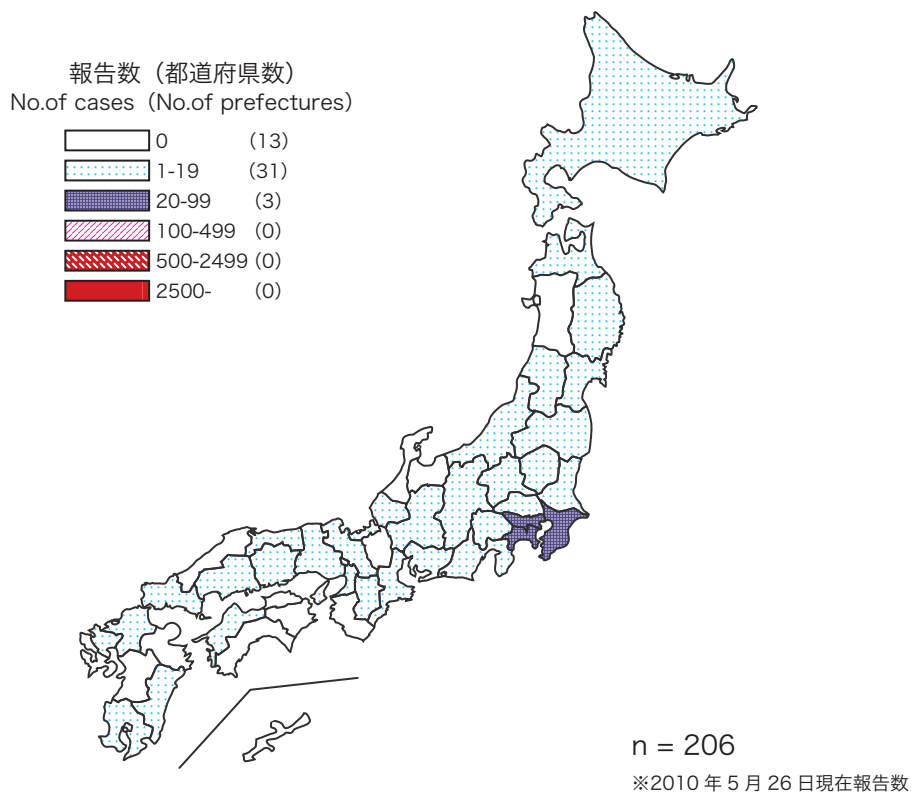 報告数（都道府県数）
No.of cases（No.of prefectures）
0 （13）
1-19 （31）
20-99 （3）
100-499 （0）
500-2499（0）
2500- （0）
n = 206
※2010 年 5 月 26 日現在報告数